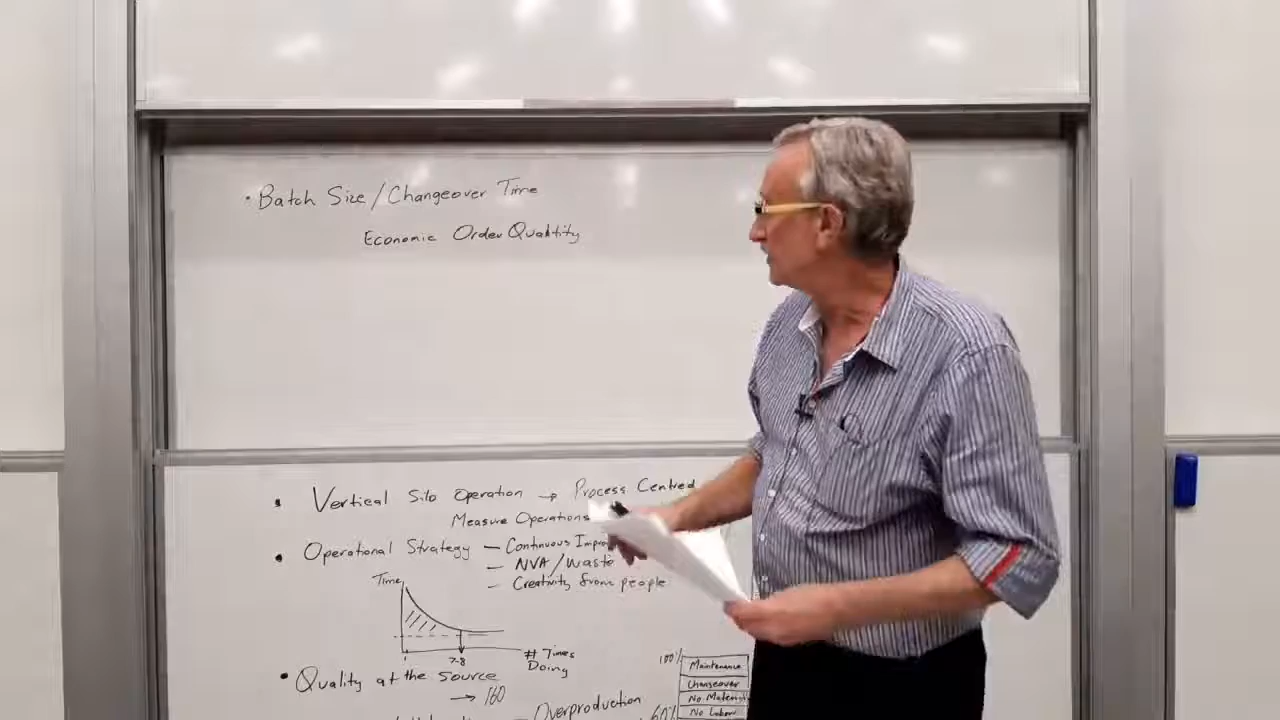 • Batch Size/Changeover Time
Economic Order Quantity
• Vertical Silo Operation → Process Centred
Measure Operations
• Operational Strategy — Continuous
— NVA/Waste
— Creativity from people
Time
1
7-8
# Times
Doing
• Quality at the source
→ 160
Overproduction
100%
Maintenance
Changeover
No Material
No Labour
60%